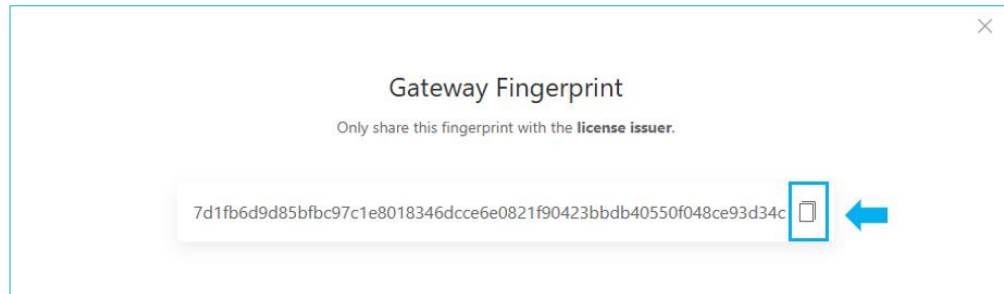 Gateway Fingerprint
Only share this fingerprint with the license issuer.
7d1fb6d9d85bfbc97c1e8018346dcce6e0821f90423bbdb40550f048ce93d34c